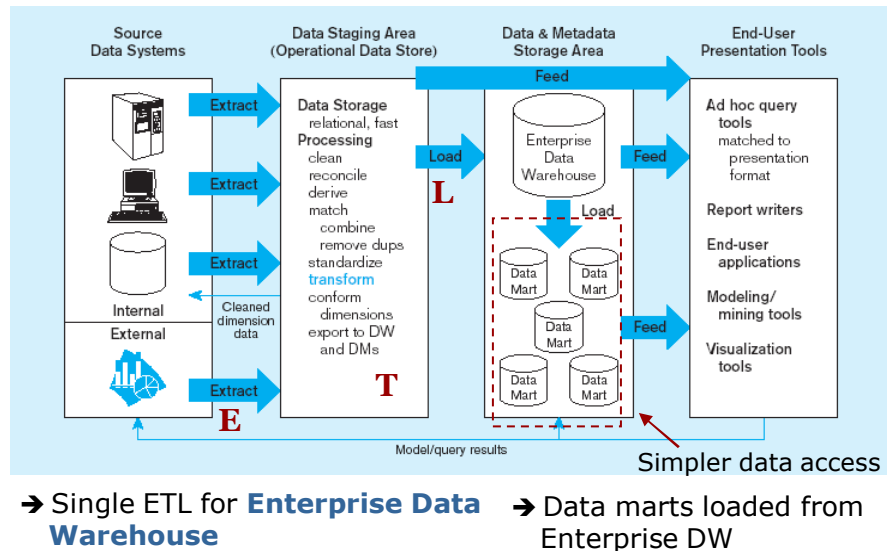 Source
Data Systems
Data Staging Area
(Operational Data Store)
Data & Metadata
Storage Area
End-User
Presentation Tools
Extract
Extract
Extract
Internal
External
Extract
E
Cleaned
dimension
data
Data Storage
relational, fast
Processing
clean
reconcile
derive
match
combine
remove dups
standardize
transform
conform
dimensions
export to DW
and DMs
T
Feed
Load
L
Enterprise
Data
Warehouse
Feed
Load
Data
Mart
Data
Mart
Data
Mart
Data
Mart
Data
Mart
Feed
Ad hoc query
tools
matched to
presentation
format
Report writers
End-user
applications
Modeling/
mining tools
Visualization
tools
Model/query results
Simpler data access
➔ Single ETL for Enterprise Data
Warehouse
➔ Data marts loaded from
Enterprise DW